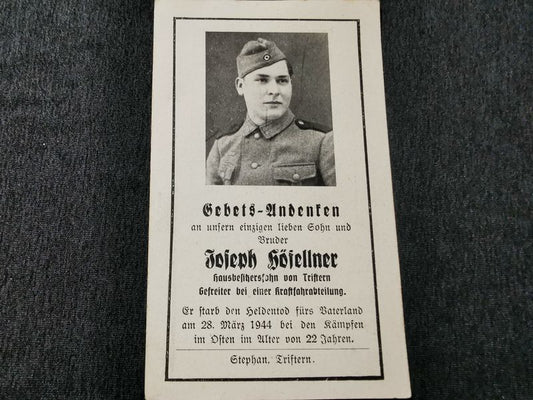 Gebets-Andenken
an unsern einzigen lieben Sohn und
Bruder
Joseph Hösellner
Hausbesitzerssohn von Triftern
Gefreiter bei einer Kraftfahrabteilung.
Er starb den Heldentod fürs Vaterland
am 28. März 1944 bei den Kämpfen
im Osten im Alter von 22 Jahren.
Stephan, Triftern.